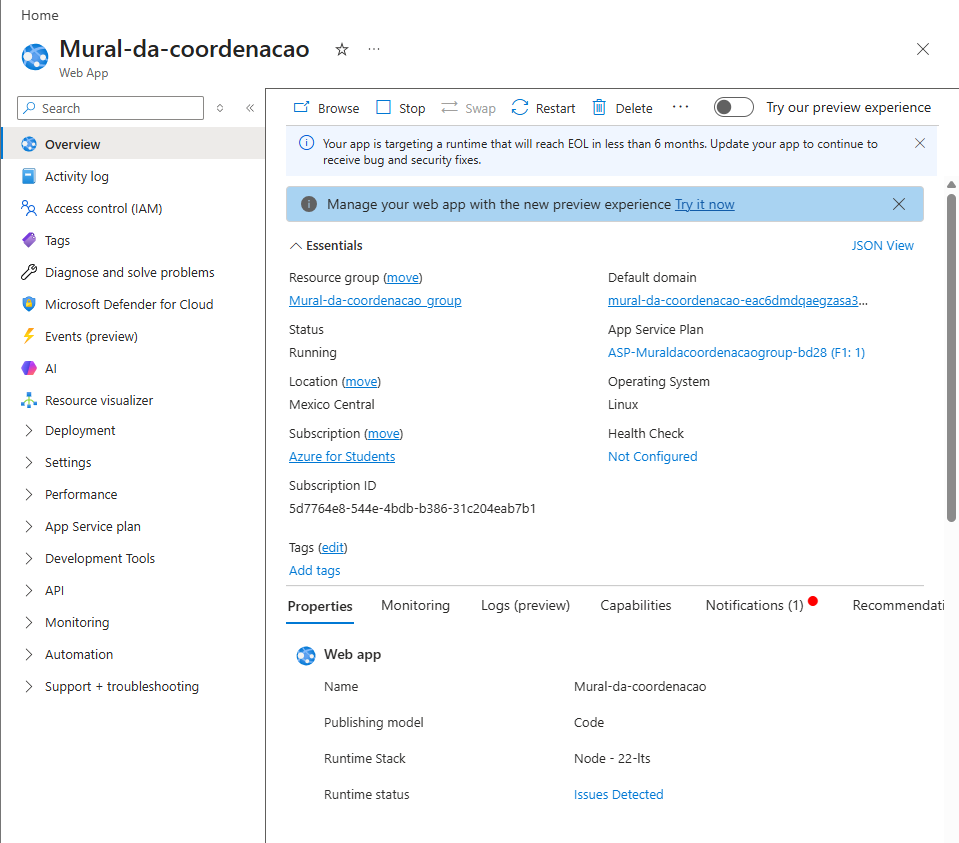 Home
Mural-da-coordenacao
Web App
Search
Overview
Activity log
Access control (IAM)
Tags
Diagnose and solve problems
Microsoft Defender for Cloud
Events (preview)
AI
Resource visualizer
Deployment
Settings
Performance
App Service plan
Development Tools
API
Monitoring
Automation
Support + troubleshooting
Browse Stop Swap Restart Delete ... Try our preview experience
Your app is targeting a runtime that will reach EOL in less than 6 months. Update your app to continue to
receive bug and security fixes.
Manage your web app with the new preview experience Try it now
Essentials JSON View
Resource group (move)
Mural-da-coordenacao_group
Status
Running
Location (move)
Mexico Central
Subscription (move)
Azure for Students
Subscription ID
5d7764e8-544e-4bdb-b386-31c204eab7b1
Default domain
mural-da-coordenacao-eac6dmdqaegzasa3...
App Service Plan
ASP-Muraldacoordenacaogroup-bd28 (F1: 1)
Operating System
Linux
Health Check
Not Configured
Tags (edit)
Add tags
Properties Monitoring Logs (preview) Capabilities Notifications (1) Recommendati
Web app
Name Mural-da-coordenacao
Publishing model Code
Runtime Stack Node - 22-lts
Runtime status Issues Detected